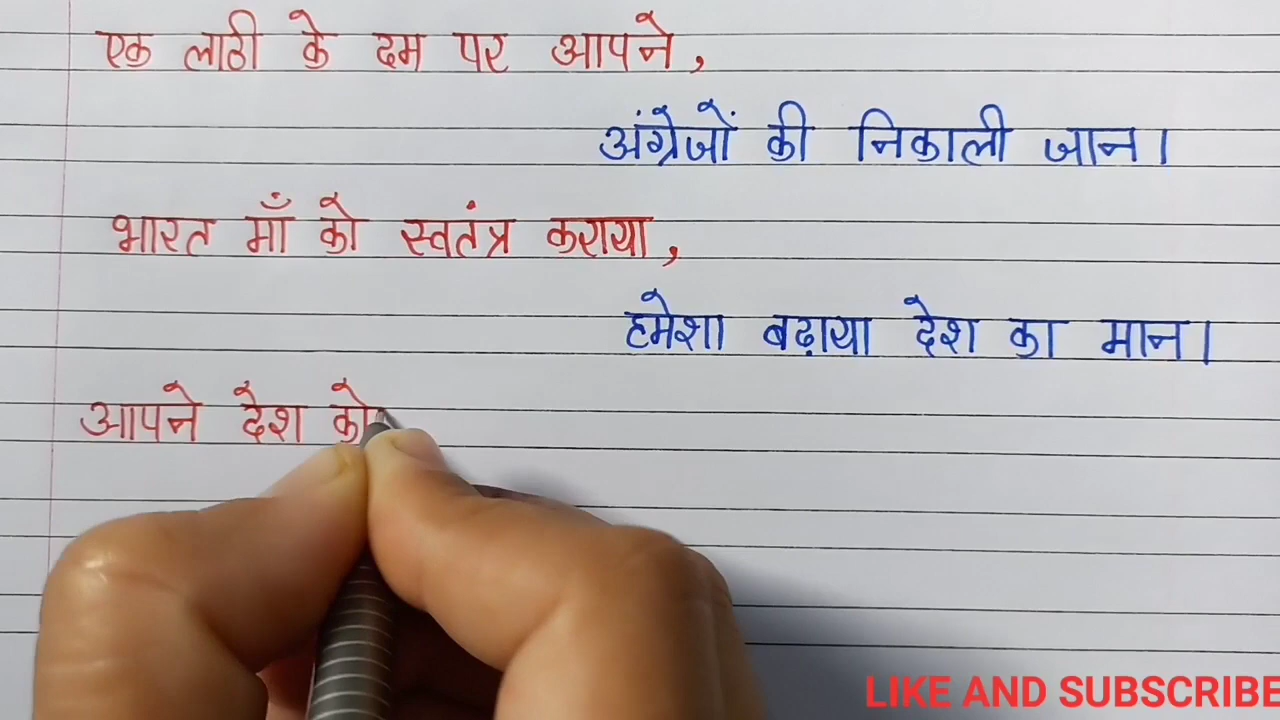 एक लाठी के दम पर आपने,
अंग्रेजों की निकाली जान।
भारत माँ को स्वतंत्र कराया,
हमेशा बढ़ाया देश का मान।
आपने देश को
LIKE AND SUBSCRIBE